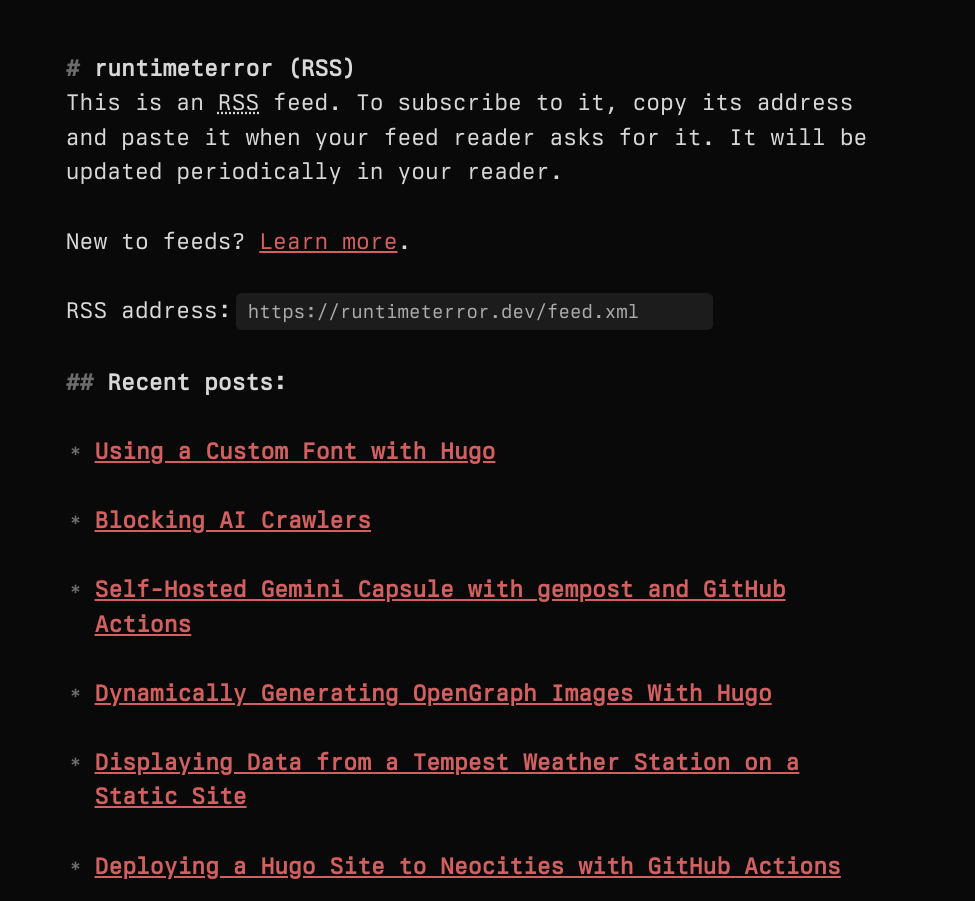 # runtimeterror (RSS)
This is an RSS feed. To subscribe to it, copy its address
and paste it when your feed reader asks for it. It will be
updated periodically in your reader.
New to feeds? Learn more.
RSS address: https://runtimeterror.dev/feed.xml
## Recent posts:
* Using a Custom Font with Hugo
* Blocking AI Crawlers
* Self-Hosted Gemini Capsule with gempost and GitHub
Actions
* Dynamically Generating OpenGraph Images With Hugo
* Displaying Data from a Tempest Weather Station on a
Static Site
* Deploying a Hugo Site to Neocities with GitHub Actions